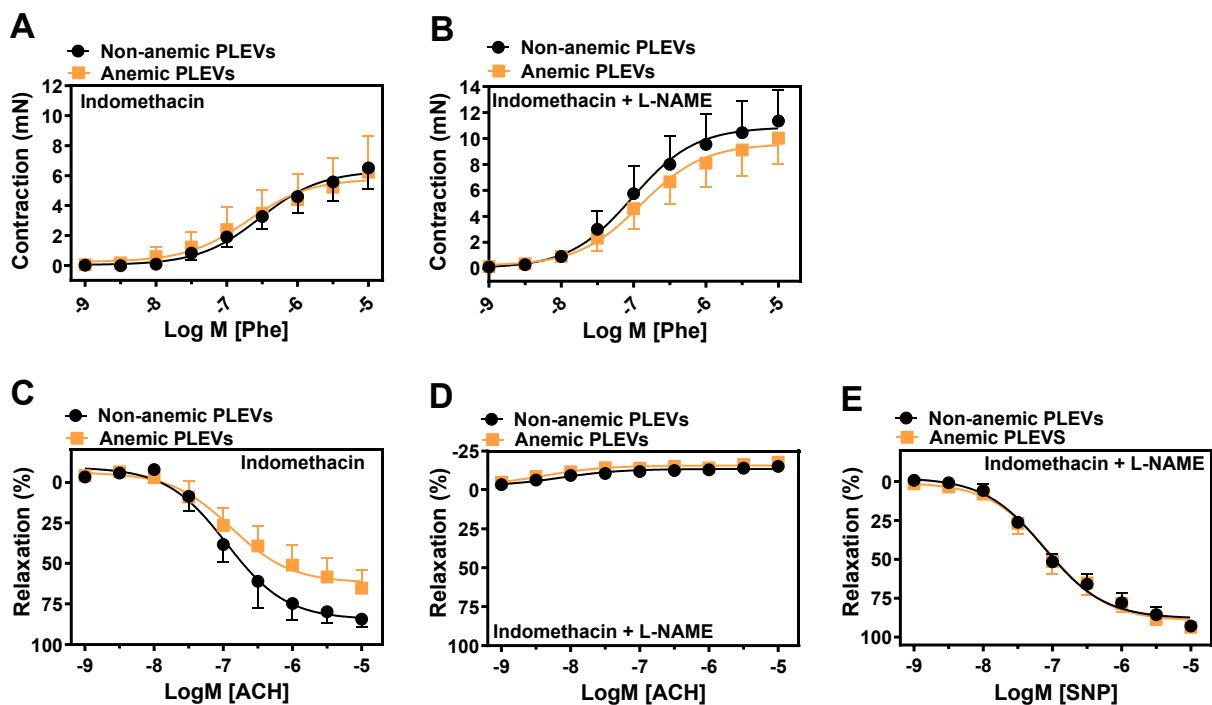 A
Non-anemic PLEVs
Anemic PLEVs
Indomethacin
Contraction (mN)
12
10
8
6
4
2
0
-9
-8
-7
-6
-5
Log M [Phe]
B
Non-anemic PLEVs
Anemic PLEVs
Indomethacin + L-NAME
Contraction (mN)
14
12
10
8
6
4
2
0
-9
-8
-7
-6
-5
Log M [Phe]
C
Non-anemic PLEVs
Anemic PLEVs
Indomethacin
Relaxation (%)
0
25
50
75
100
-9
-8
-7
-6
-5
LogM [ACH]
D
Non-anemic PLEVs
Anemic PLEVs
Relaxation (%)
-25
0
25
50
75
100
Indomethacin + L-NAME
-9
-8
-7
-6
-5
LogM [ACH]
E
Non-anemic PLEVs
Anemic PLEVS
Indomethacin + L-NAME
Relaxation (%)
0
25
50
75
100
-9
-8
-7
-6
-5
LogM [SNP]